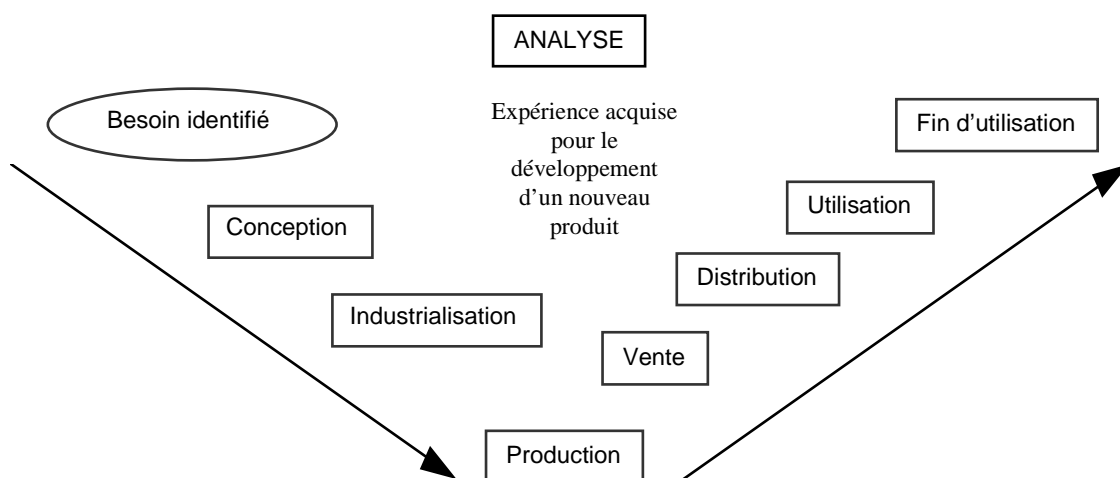 ANALYSE
Besoin identifié
Expérience acquise
pour le
développement
d’un nouveau
produit
Fin d’utilisation
Conception
Utilisation
Distribution
Industrialisation
Vente
Production